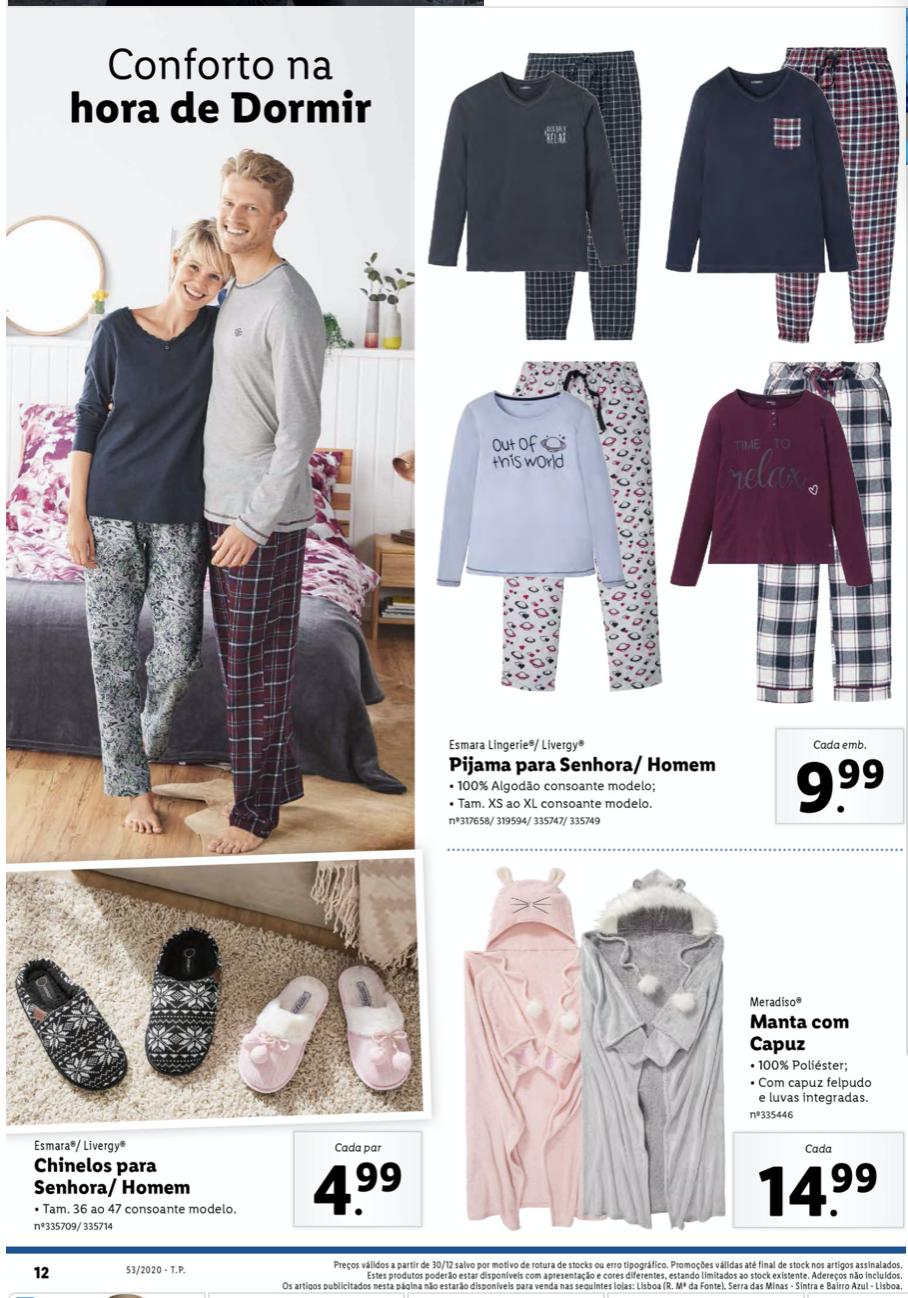 Conforto na
hora de Dormir
RELAX
out of
this world
TIME TO
relax
Esmara Lingerie®/ Livergy®
Pijama para Senhora/ Homem
• 100% Algodão consoante modelo;
• Tam. XS ao XL consoante modelo.
nº317658/ 319594/ 335747/ 335749
Cada emb.
9.99
Meradiso®
Manta com
Capuz
• 100% Poliéster;
• Com capuz felpudo
e luvas integradas.
nº335446
Cada
14.99
Esmara®/ Livergy®
Chinelos para
Senhora/ Homem
• Tam. 36 ao 47 consoante modelo.
nº335709/ 335714
Cada par
4.99
12
53/2020 - T.P.
Preços válidos a partir de 30/12 salvo por motivo de rotura de stocks ou erro tipográfico. Promoções válidas até final de stock nos artigos assinalados.
Estes produtos poderão estar disponíveis com apresentação e cores diferentes, estando limitados ao stock existente. Adereços não incluídos.
Os artigos publicitados nesta página não estarão disponíveis para venda nas seguintes lojas: Lisboa (R. Mª da Fonte), Serra das Minas - Sintra e Bairro Azul - Lisboa.